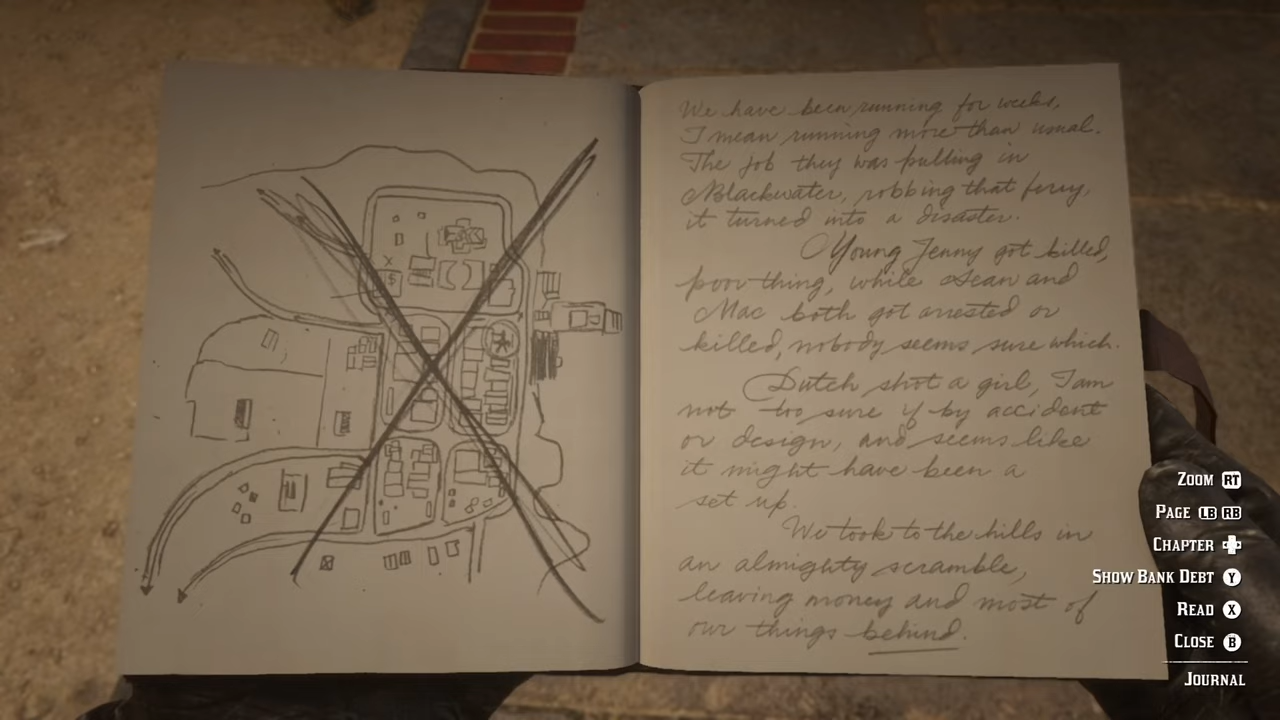 We have been running for weeks,
I mean running more than usual.
The job they was pulling in
Blackwater, robbing that ferry,
it turned into a disaster.
Young Jenny got killed,
poor thing, while Sean and
Mac both got arrested or
killed, nobody seems sure which.
Dutch shot a girl, I am
not too sure if by accident
or design, and seems like
it might have been a
set up.
We took to the hills in
an almighty scramble,
leaving money and most of
our things behind.
ZOOM RT
PAGE LB RB
CHAPTER
SHOW BANK DEBT Y
READ X
CLOSE B
JOURNAL